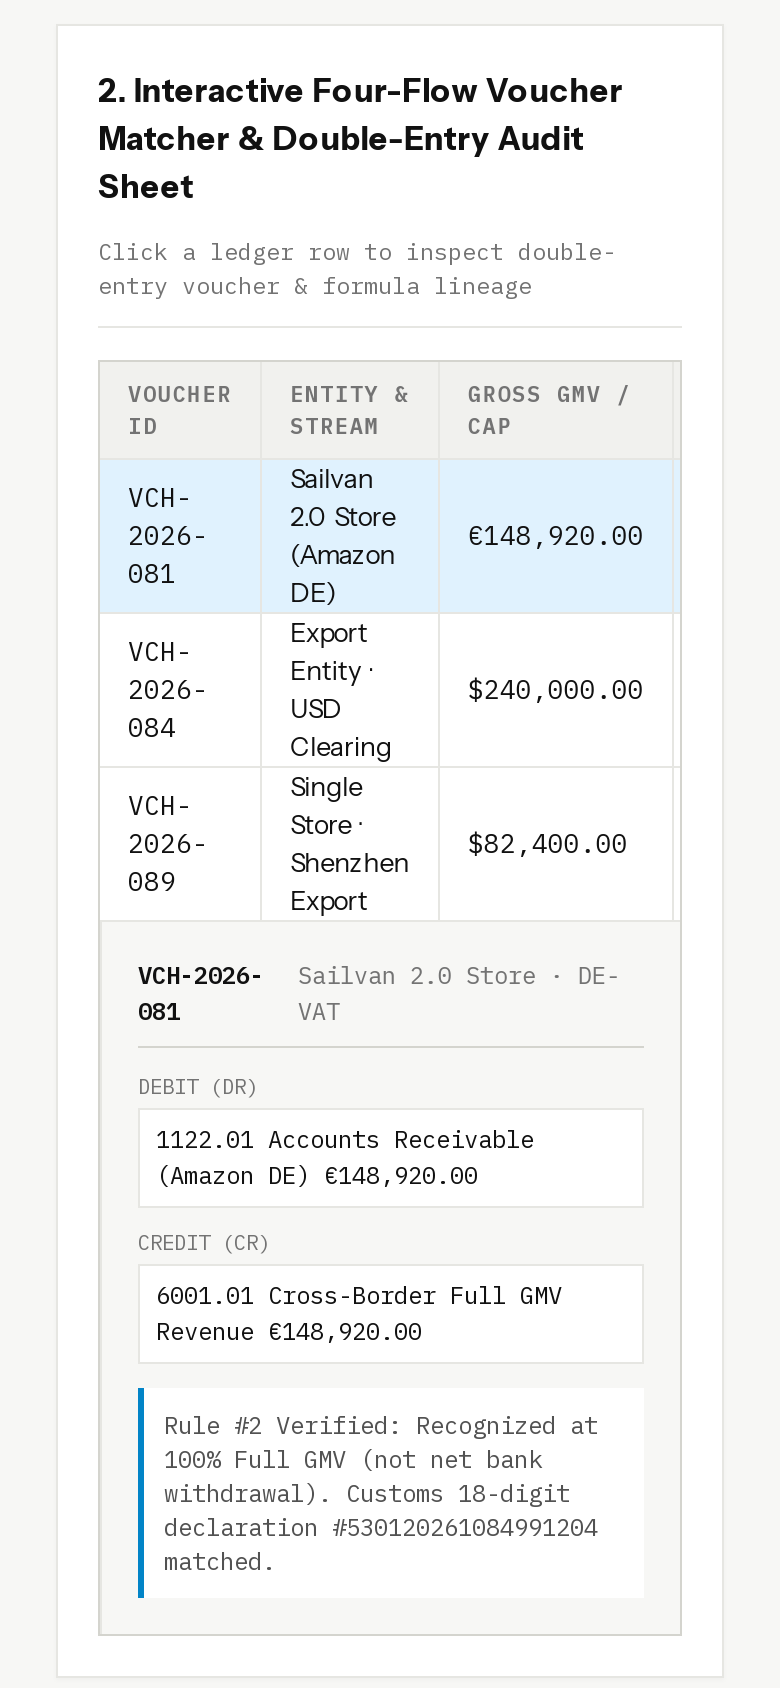 2. Interactive Four-Flow Voucher
Matcher & Double-Entry Audit
Sheet
Click a ledger row to inspect double-
entry voucher & formula lineage
VOUCHER
ID
ENTITY &
STREAM
GROSS GMV /
CAP
VCH-
2026-
081
Sailvan
2.0 Store
(Amazon
DE)
€148,920.00
VCH-
2026-
084
Export
Entity ·
USD
Clearing
$240,000.00
VCH-
2026-
089
Single
Store ·
Shenzhen
Export
$82,400.00
VCH-2026-
081
Sailvan 2.0 Store · DE-
VAT
DEBIT (DR)
1122.01 Accounts Receivable
(Amazon DE) €148,920.00
CREDIT (CR)
6001.01 Cross-Border Full GMV
Revenue €148,920.00
Rule #2 Verified: Recognized at
100% Full GMV (not net bank
withdrawal). Customs 18-digit
declaration #530120261084991204
matched.